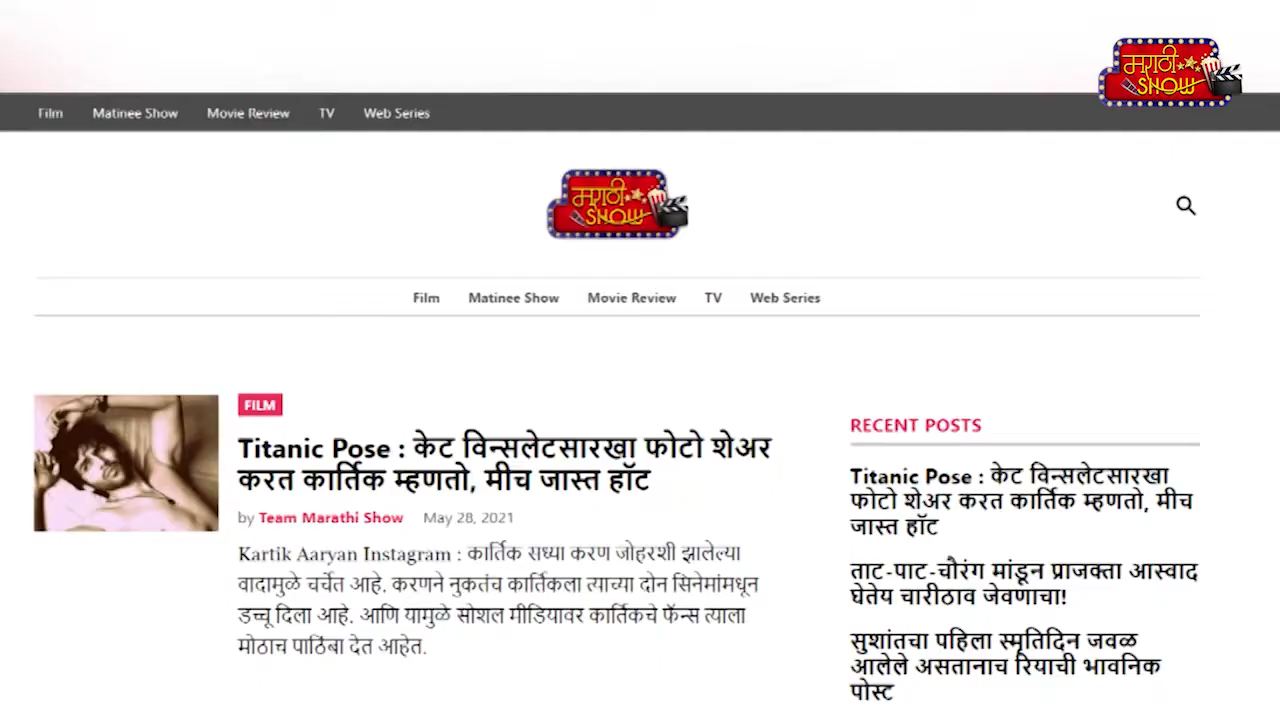 मराठी
SHOW
Film Matinee Show Movie Review TV Web Series
मराठी
SHOW
Film Matinee Show Movie Review TV Web Series
FILM
Titanic Pose : केट विन्सलेटसारखा फोटो शेअर
करत कार्तिक म्हणतो, मीच जास्त हॉट
by Team Marathi Show May 28, 2021
Kartik Aaryan Instagram : कार्तिक सध्या करण जोहरशी झालेल्या
वादामुळे चर्चेत आहे. करणने नुकतंच कार्तिकला त्याच्या दोन सिनेमांमधून
डच्चू दिला आहे. आणि यामुळे सोशल मीडियावर कार्तिकचे फॅन्स त्याला
मोठाच पाठिंबा देत आहेत.
RECENT POSTS
Titanic Pose : केट विन्सलेटसारखा
फोटो शेअर करत कार्तिक म्हणतो, मीच
जास्त हॉट
ताट-पाट-चौरंग मांडून प्राजक्ता आस्वाद
घेतेय चारीठाव जेवणाचा!
सुशांतचा पहिला स्मृतिदिन जवळ
आलेले असतानाच रियाची भावनिक
पोस्ट